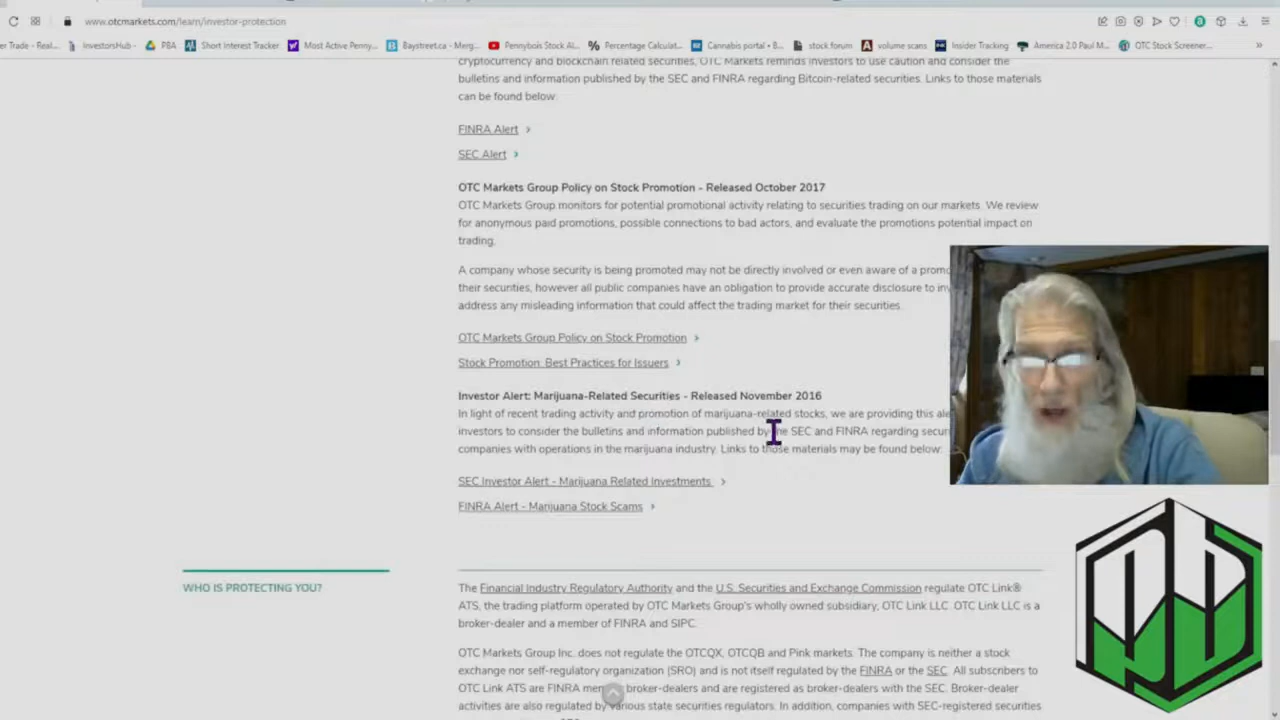 www.otcmarkets.com/learn/investor-protection
er Trade - Real... InvestorsHub - PBA Short Interest Tracker Most Active Penny... Baystreet.ca - Merg... Pennybois Stock Al... Percentage Calculat... Cannabis portal • B... stock forum volume scans Insider Tracking America 2.0 Paul M... OTC Stock Screener... »
cryptocurrency and blockchain related securities, OTC Markets reminds investors to use caution and consider the
bulletins and information published by the SEC and FINRA regarding Bitcoin-related securities. Links to those materials
can be found below:
FINRA Alert >
SEC Alert >
OTC Markets Group Policy on Stock Promotion - Released October 2017
OTC Markets Group monitors for potential promotional activity relating to securities trading on our markets. We review
for anonymous paid promotions, possible connections to bad actors, and evaluate the promotions potential impact on
trading.
A company whose security is being promoted may not be directly involved or even aware of a promo
their securities, however all public companies have an obligation to provide accurate disclosure to inv
address any misleading information that could affect the trading market for their securities.
OTC Markets Group Policy on Stock Promotion >
Stock Promotion: Best Practices for Issuers >
Investor Alert: Marijuana-Related Securities - Released November 2016
In light of recent trading activity and promotion of marijuana-related stocks, we are providing this ale
investors to consider the bulletins and information published by the SEC and FINRA regarding secur
companies with operations in the marijuana industry. Links to those materials may be found below:
SEC Investor Alert - Marijuana Related Investments >
FINRA Alert - Marijuana Stock Scams >
WHO IS PROTECTING YOU?
The Financial Industry Regulatory Authority and the U.S. Securities and Exchange Commission regulate OTC Link®
ATS, the trading platform operated by OTC Markets Group's wholly owned subsidiary, OTC Link LLC. OTC Link LLC is a
broker-dealer and a member of FINRA and SIPC.
OTC Markets Group Inc. does not regulate the OTCQX, OTCQB and Pink markets. The company is neither a stock
exchange nor self-regulatory organization (SRO) and is not itself regulated by the FINRA or the SEC. All subscribers to
OTC Link ATS are FINRA broker-dealers and are registered as broker-dealers with the SEC. Broker-dealer
activities are also regulated by various state securities regulators. In addition, companies with SEC-registered securities